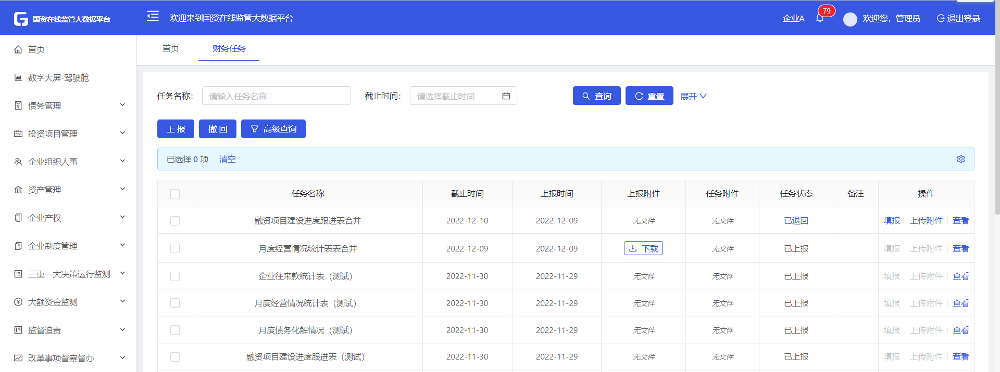 国资在线监管大数据平台
欢迎来到国资在线监管大数据平台
企业A
79
欢迎您，管理员
退出登录
首页
数字大屏-驾驶舱
债务管理
投资项目管理
企业组织人事
资产管理
企业产权
企业制度管理
三重一大决策运行监测
大额资金监测
监督追责
改革事项督察督办
首页 财务任务
任务名称： 请输入任务名称 截止时间： 请选择截止时间 查询 重置 展开
上 报 撤 回 高级查询
已选择 0 项 清空
任务名称 截止时间 上报时间 上报附件 任务附件 任务状态 备注 操作
融资项目建设进度跟进表合并 2022-12-10 2022-12-09 无文件 无文件 已退回 填报 上传附件 查看
月度经营情况统计表表合并 2022-12-09 2022-12-09 下载 无文件 已上报 填报 上传附件 查看
企业往来款统计表（测试） 2022-11-30 2022-11-29 无文件 无文件 已上报 填报 上传附件 查看
月度经营情况统计表（测试） 2022-11-30 2022-11-29 无文件 无文件 已上报 填报 上传附件 查看
月度债务化解情况（测试） 2022-11-30 2022-11-29 无文件 无文件 已上报 填报 上传附件 查看
融资项目建设进度跟进表（测试） 2022-11-30 2022-11-29 无文件 无文件 已上报 填报 上传附件 查看